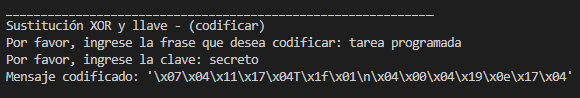 ____________________________________________________________
Sustitución XOR y llave - (codificar)
Por favor, ingrese la frase que desea codificar: tarea programada
Por favor, ingrese la clave: secreto
Mensaje codificado: '\x07\x04\x11\x17\x04T\x1f\x01\n\x04\x00\x04\x19\x0e\x17\x04'